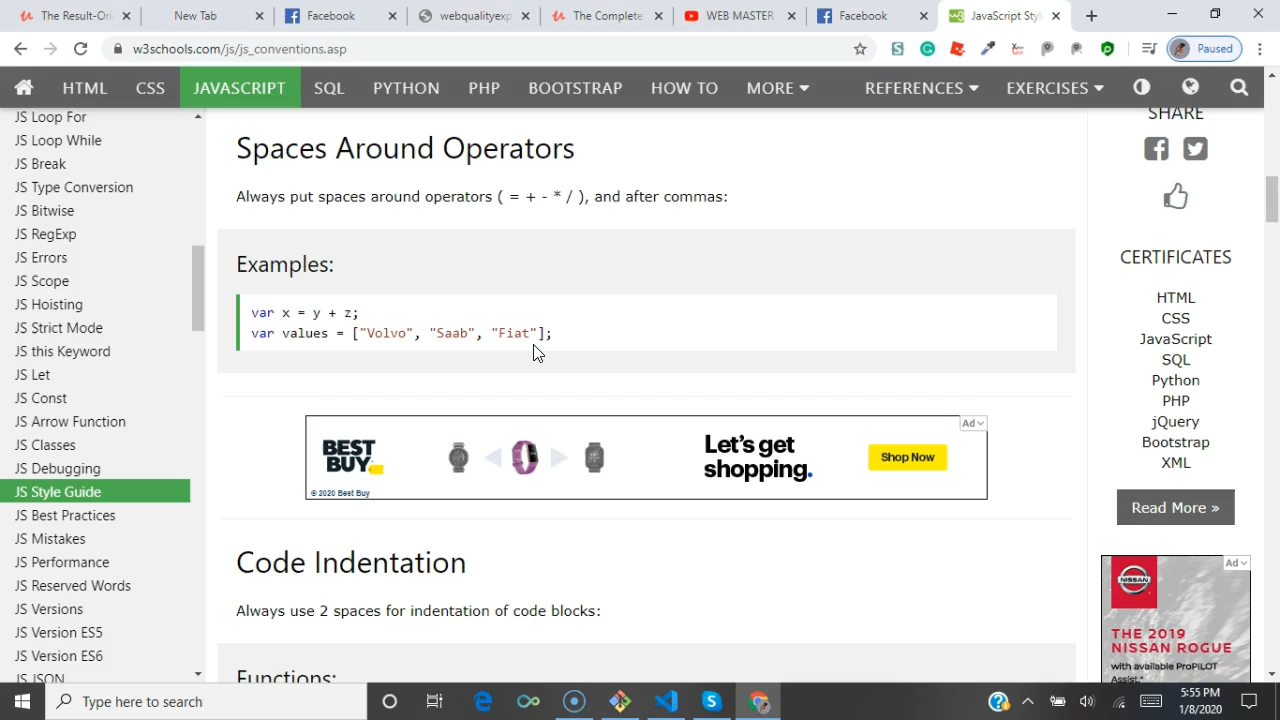 The Result-Ori
New Tab
Facebook
webqualityexp
The Complete
WEB MASTER
Facebook
JavaScript Sty
w3schools.com/js/js_conventions.asp
Paused
HTML CSS JAVASCRIPT SQL PYTHON PHP BOOTSTRAP HOW TO MORE REFERENCES EXERCISES
JS Loop For
JS Loop While
JS Break
JS Type Conversion
JS Bitwise
JS RegExp
JS Errors
JS Scope
JS Hoisting
JS Strict Mode
JS this Keyword
JS Let
JS Const
JS Arrow Function
JS Classes
JS Debugging
JS Style Guide
JS Best Practices
JS Mistakes
JS Performance
JS Reserved Words
JS Versions
JS Version ES5
JS Version ES6
JS JSON
Spaces Around Operators
Always put spaces around operators ( = + - * / ), and after commas:
Examples:
var x = y + z;
var values = ["Volvo", "Saab", "Fiat"];
Ad
BEST
BUY
Let's get
shopping.
Shop Now
© 2020 Best Buy
Code Indentation
Always use 2 spaces for indentation of code blocks:
Functions:
SHARE
CERTIFICATES
HTML
CSS
JavaScript
SQL
Python
PHP
jQuery
Bootstrap
XML
Read More »
Ad
NISSAN
THE 2019
NISSAN ROGUE
with available ProPILOT
Assist.*
Type here to search
5:55 PM
1/8/2020